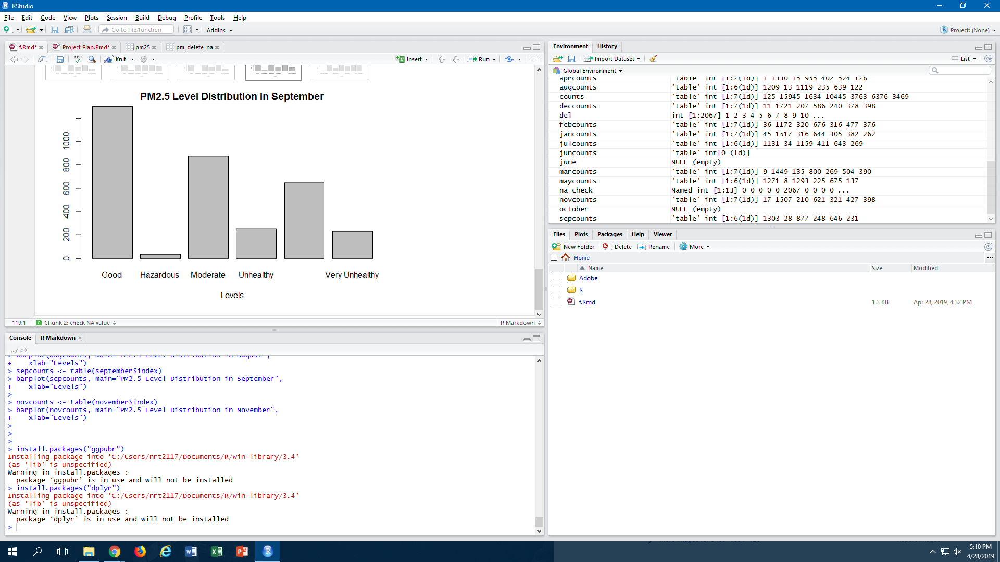 RStudio
File Edit Code View Plots Session Build Debug Profile Tools Help
Go to file/function Addins Project: (None)
f.Rmd* Project Plan.Rmd* pm25 pm_delete_na
ABC Knit Insert Run
PM2.5 Level Distribution in September
0 200 400 600 800 1000
Good Hazardous Moderate Unhealthy Very Unhealthy
Levels
119:1 Chunk 2: check NA value R Markdown
Console R Markdown
~/
> barplot(augcounts, main="PM2.5 Level Distribution in August",
+    xlab="Levels")
> sepcounts <- table(september$index)
> barplot(sepcounts, main="PM2.5 Level Distribution in September",
+    xlab="Levels")
>
> novcounts <- table(november$index)
> barplot(novcounts, main="PM2.5 Level Distribution in November",
+    xlab="Levels")
>
>
>
> install.packages("ggpubr")
Installing package into ‘C:/Users/nrt2117/Documents/R/win-library/3.4’
(as ‘lib’ is unspecified)
Warning in install.packages :
  package ‘ggpubr’ is in use and will not be installed
> install.packages("dplyr")
Installing package into ‘C:/Users/nrt2117/Documents/R/win-library/3.4’
(as ‘lib’ is unspecified)
Warning in install.packages :
  package ‘dplyr’ is in use and will not be installed
>
Environment History
Import Dataset List
Global Environment
aprcounts 'table' int [1:7(1d)] 1 1330 15 955 402 524 178
augcounts 'table' int [1:6(1d)] 1209 13 1119 235 639 122
counts 'table' int [1:7(1d)] 125 15945 1634 10445 3763 6376 3469
deccounts 'table' int [1:7(1d)] 11 1721 207 586 240 378 398
del int [1:2067] 1 2 3 4 5 6 7 8 9 10 ...
febcounts 'table' int [1:7(1d)] 36 1172 320 676 316 477 376
jancounts 'table' int [1:7(1d)] 45 1517 316 644 305 382 262
julcounts 'table' int [1:6(1d)] 1131 34 1159 411 643 269
juncounts 'table' int[0 (1d)]
june NULL (empty)
marcounts 'table' int [1:7(1d)] 9 1449 135 800 269 504 390
maycounts 'table' int [1:6(1d)] 1271 8 1293 225 675 137
na_check Named int [1:13] 0 0 0 0 0 2067 0 0 0 0 ...
novcounts 'table' int [1:7(1d)] 17 1507 210 621 321 427 398
october NULL (empty)
sepcounts 'table' int [1:6(1d)] 1303 28 877 248 646 231
Files Plots Packages Help Viewer
New Folder Delete Rename More
Home ...
Name Size Modified
Adobe
R
f.Rmd 1.3 KB Apr 28, 2019, 4:32 PM
5:10 PM
4/28/2019